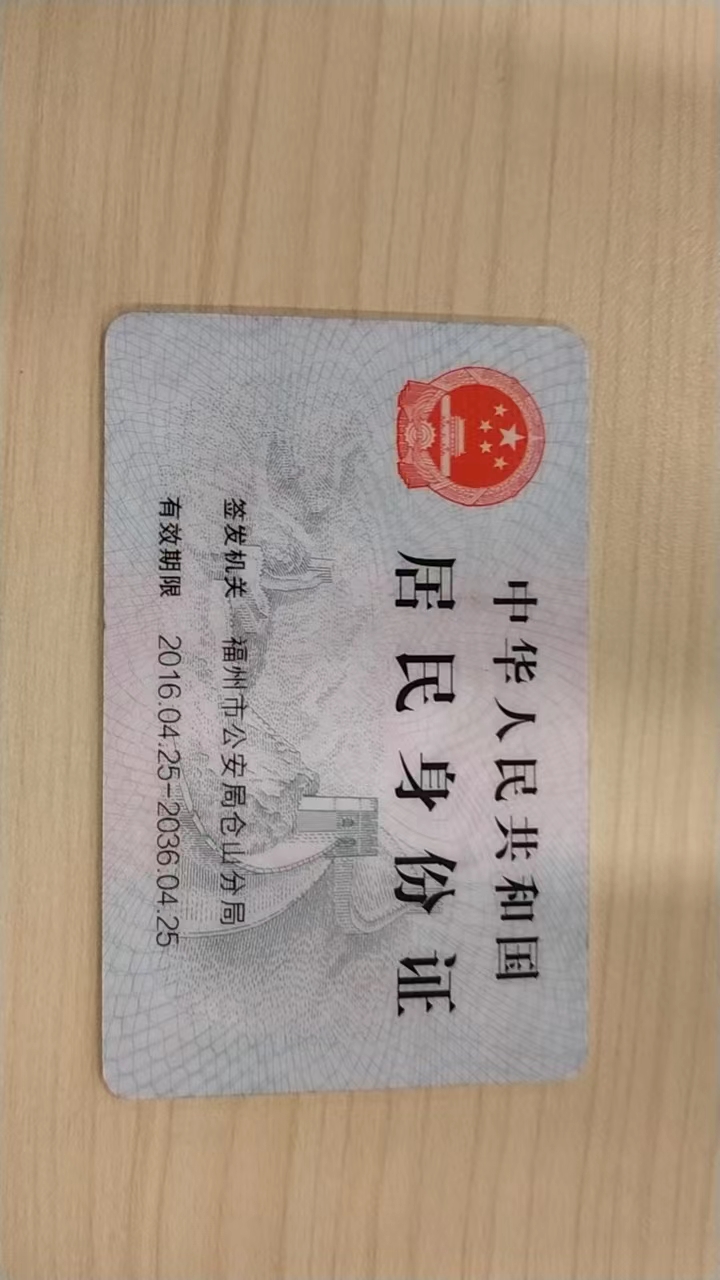 中华人民共和国
居民身份证
签发机关 福州市公安局仓山分局
有效期限 2016.04.25-2036.04.25